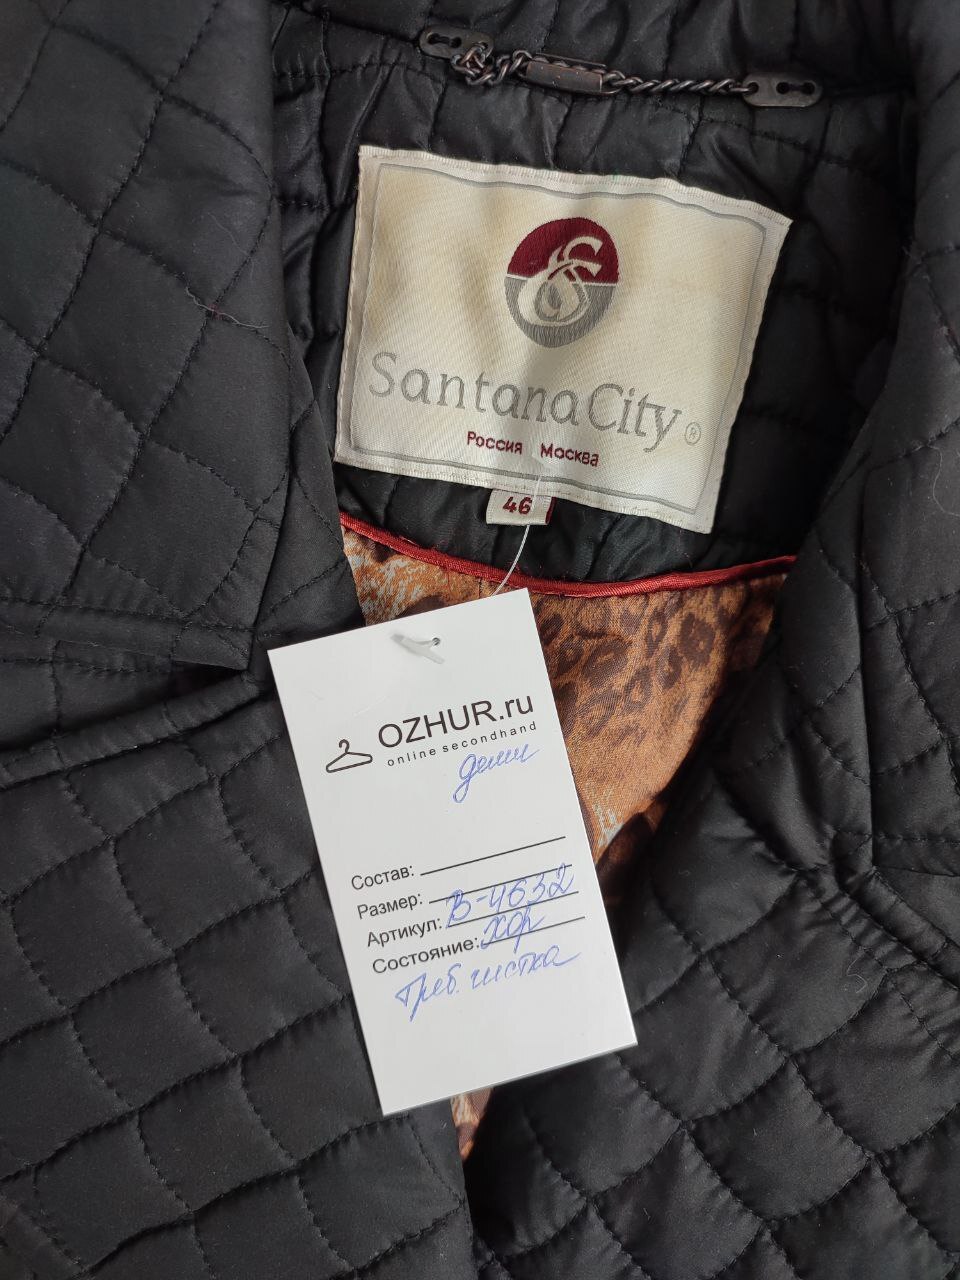 Santana City ®
Россия Москва
46
OZHUR.ru
online secondhand
деми
Состав:
Размер:
Артикул: В-4632
Состояние: хор
Треб. чистка